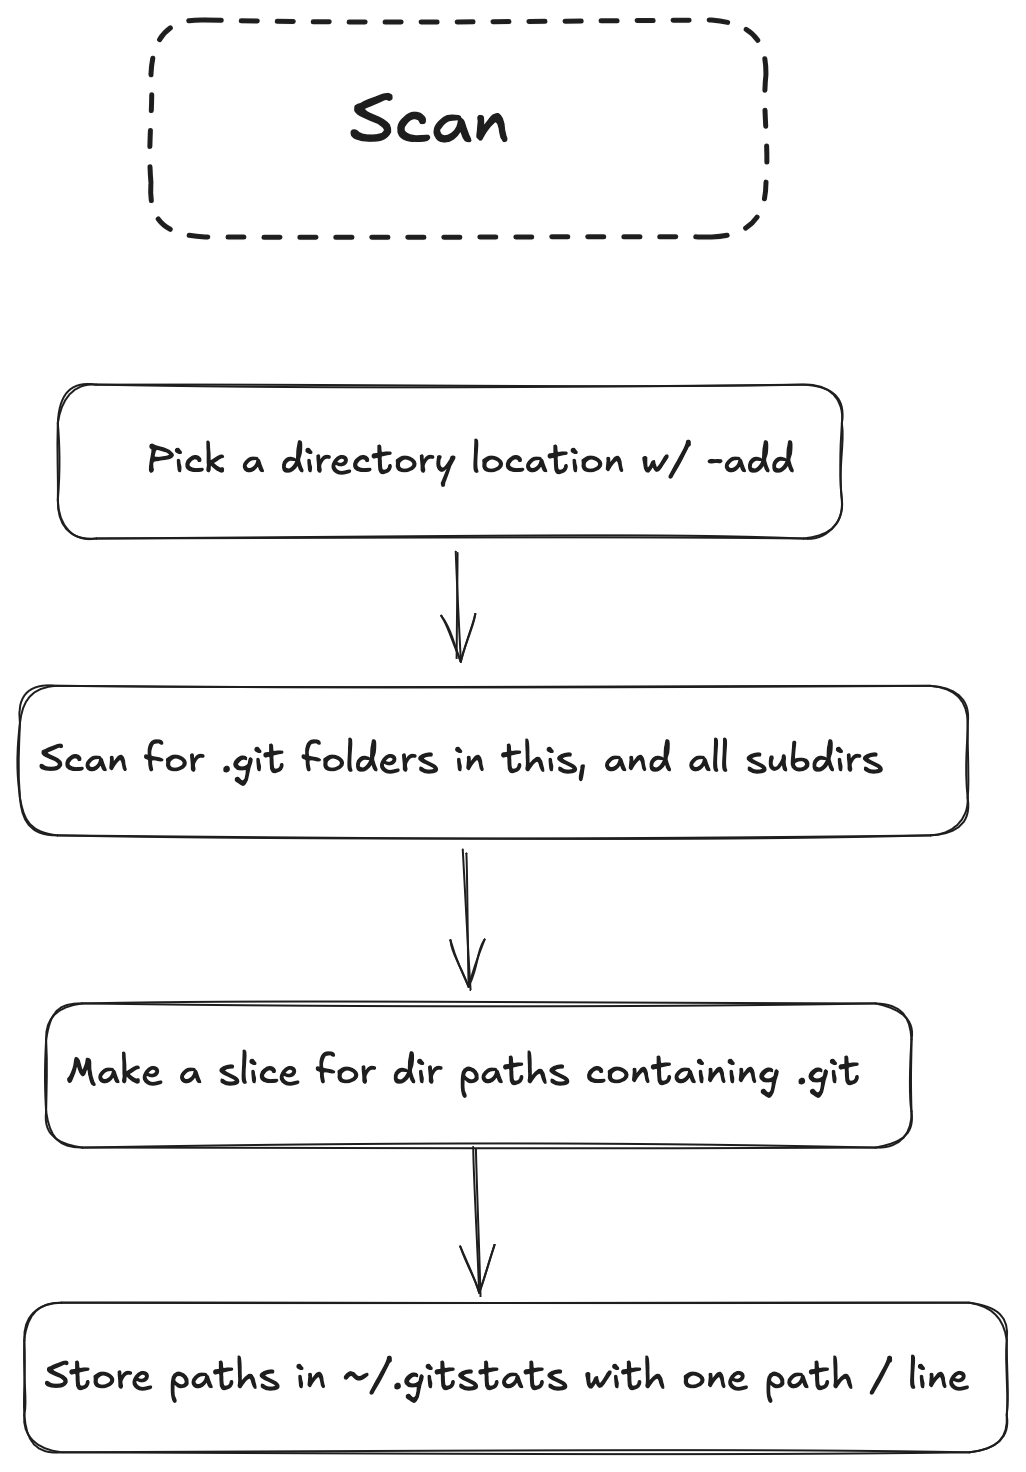 Scan
Pick a directory location w/ -add
Scan for .git folders in this, and all subdirs
Make a slice for dir paths containing .git
Store paths in ~/.gitstats with one path / line